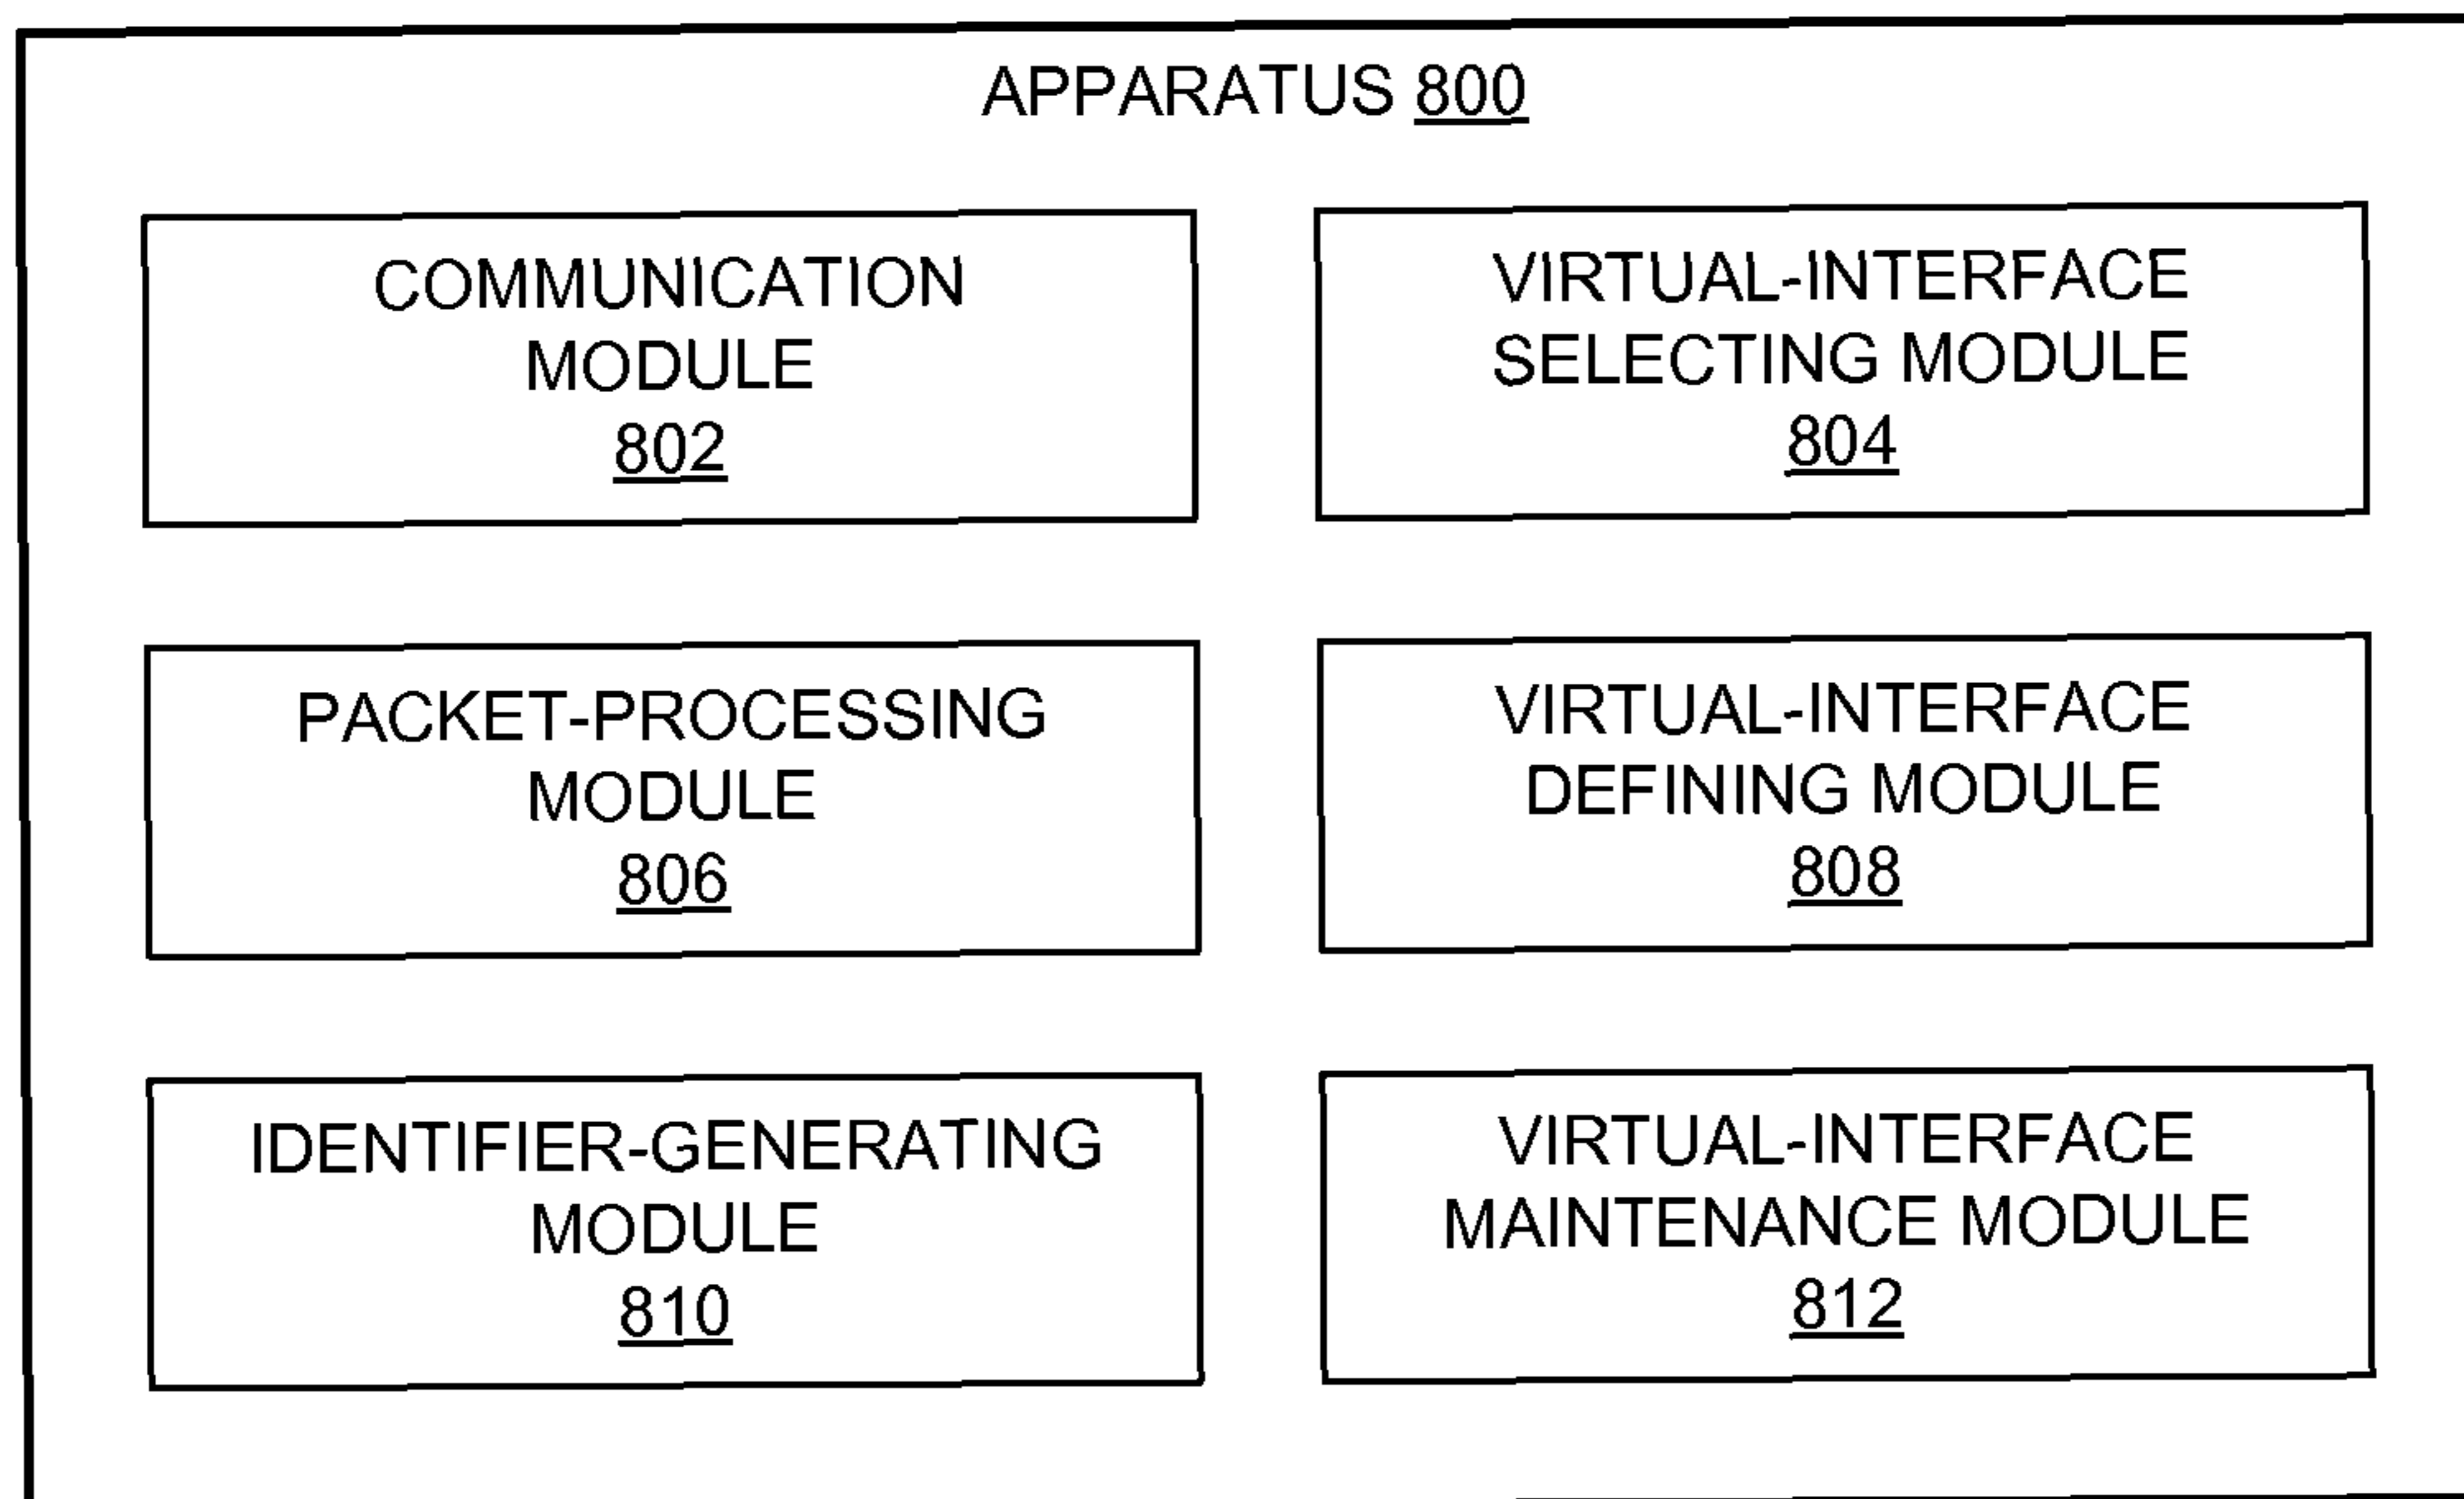 APPARATUS 800
COMMUNICATION
MODULE
802
VIRTUAL-INTERFACE
SELECTING MODULE
804
PACKET-PROCESSING
MODULE
806
VIRTUAL-INTERFACE
DEFINING MODULE
808
IDENTIFIER-GENERATING
MODULE
810
VIRTUAL-INTERFACE
MAINTENANCE MODULE
812